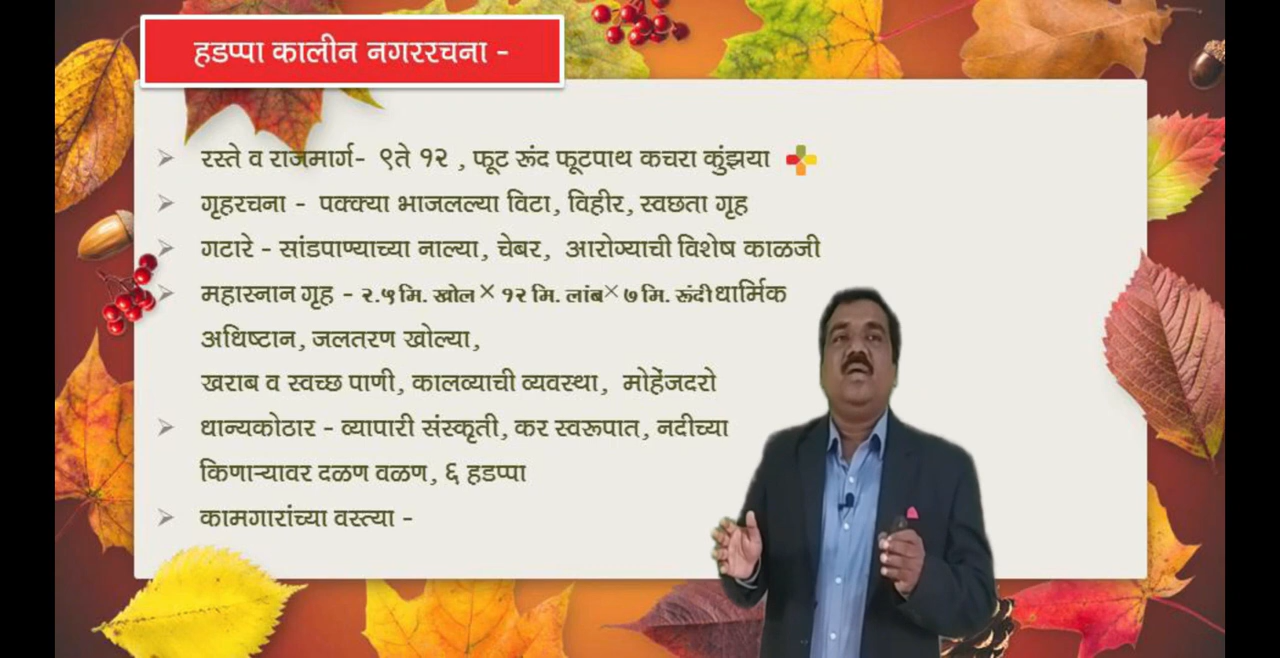 हडप्पा कालीन नगररचना -
रस्ते व राजमार्ग- ९ते १२ , फूट रूंद फूटपाथ कचरा कुंझया
गृहरचना - पक्क्या भाजलल्या विटा, विहीर, स्वछता गृह
गटारे - सांडपाण्याच्या नाल्या, चेबर, आरोग्याची विशेष काळजी
महास्नान गृह - २.५ मि. खोल × १२ मि. लांब× ७ मि. रूंदी धार्मिक
अधिष्टान, जलतरण खोल्या,
खराब व स्वच्छ पाणी, कालव्याची व्यवस्था, मोहेंजदरो
धान्यकोठार - व्यापारी संस्कृती, कर स्वरूपात, नदीच्या
किणाऱ्यावर दळण वळण, ६ हडप्पा
कामगारांच्या वस्त्या -